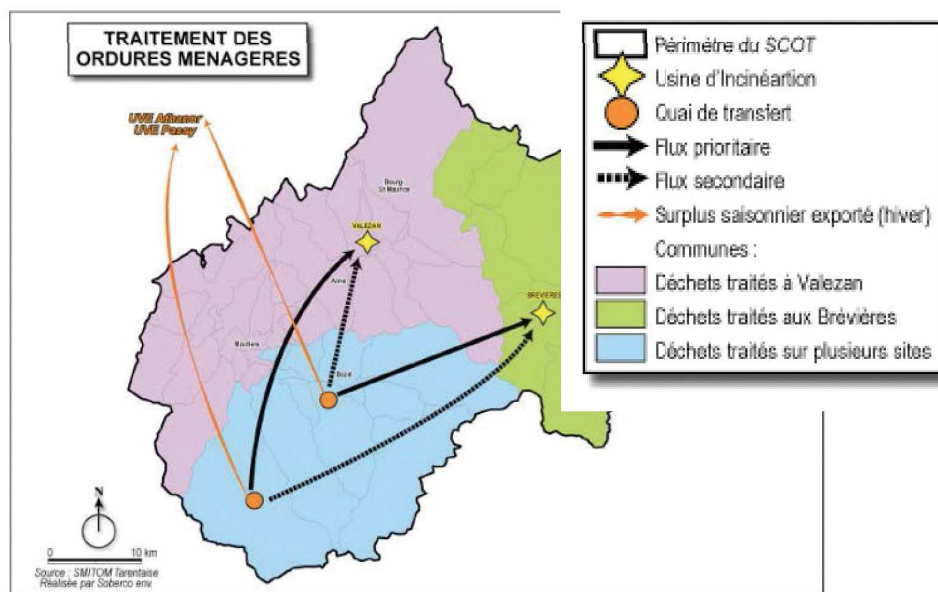 TRAITEMENT DES
ORDURES MENAGERES
UVE Athanor
UVE Passy
Bourg-
St-Maurice
VALEZAN
Aime
BREVIERES
Moutiers
Bozel
N
0 10 km
Source : SMITOM Tarentaise
Réalisée par Soberco env.
Périmètre du SCOT
Usine d'Incinéartion
Quai de transfert
Flux prioritaire
Flux secondaire
Surplus saisonnier exporté (hiver)
Communes :
Déchets traités à Valezan
Déchets traités aux Brévières
Déchets traités sur plusieurs sites